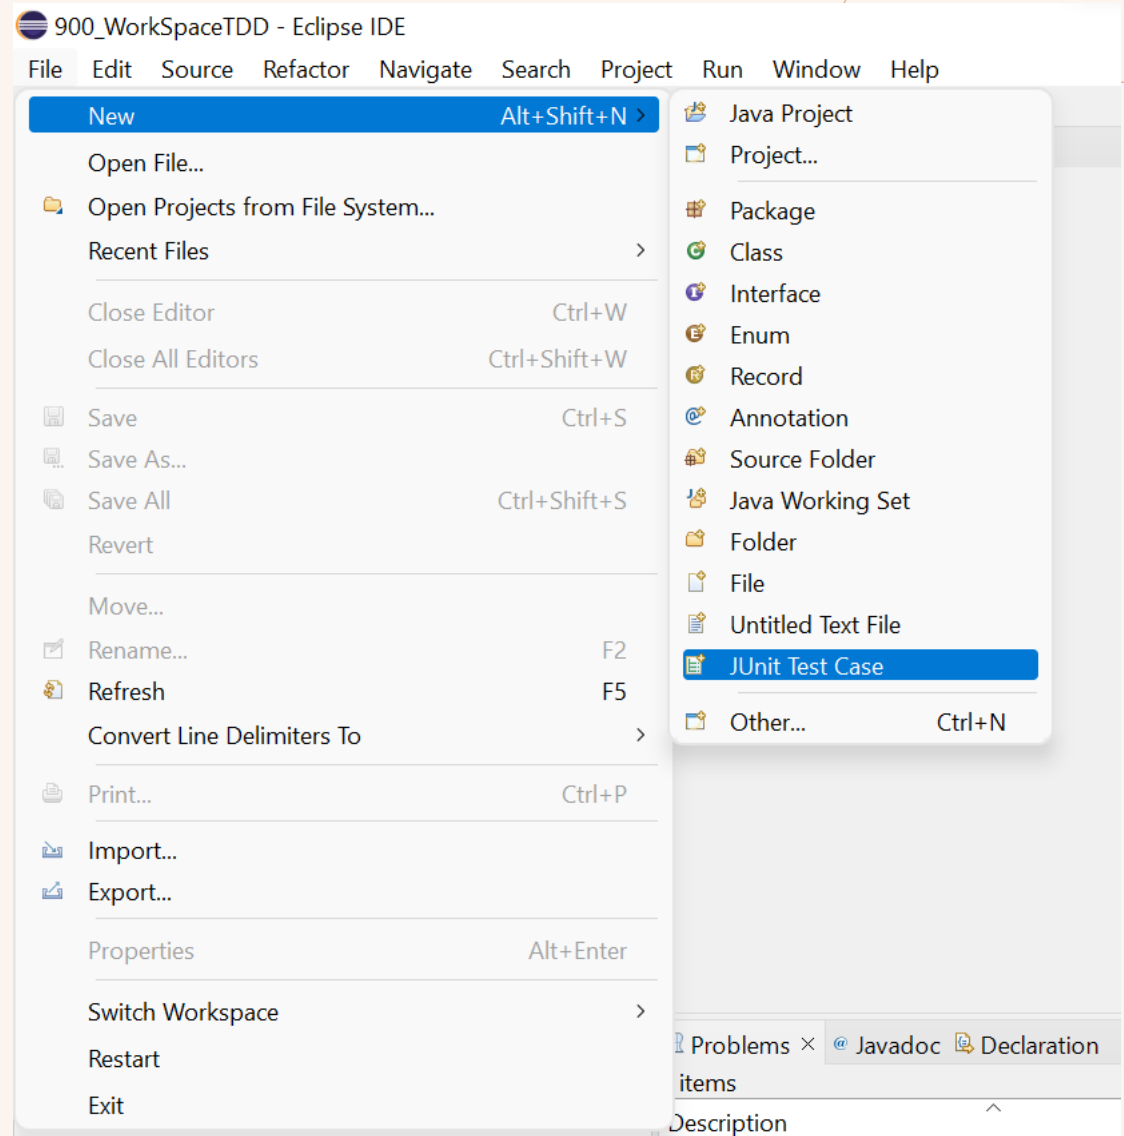 900_WorkSpaceTDD - Eclipse IDE
File Edit Source Refactor Navigate Search Project Run Window Help
New Alt+Shift+N
Open File...
Open Projects from File System...
Recent Files
Close Editor Ctrl+W
Close All Editors Ctrl+Shift+W
Save Ctrl+S
Save As...
Save All Ctrl+Shift+S
Revert
Move...
Rename... F2
Refresh F5
Convert Line Delimiters To
Print... Ctrl+P
Import...
Export...
Properties Alt+Enter
Switch Workspace
Restart
Exit
Java Project
Project...
Package
Class
Interface
Enum
Record
Annotation
Source Folder
Java Working Set
Folder
File
Untitled Text File
JUnit Test Case
Other... Ctrl+N
Problems Javadoc Declaration
items
Description